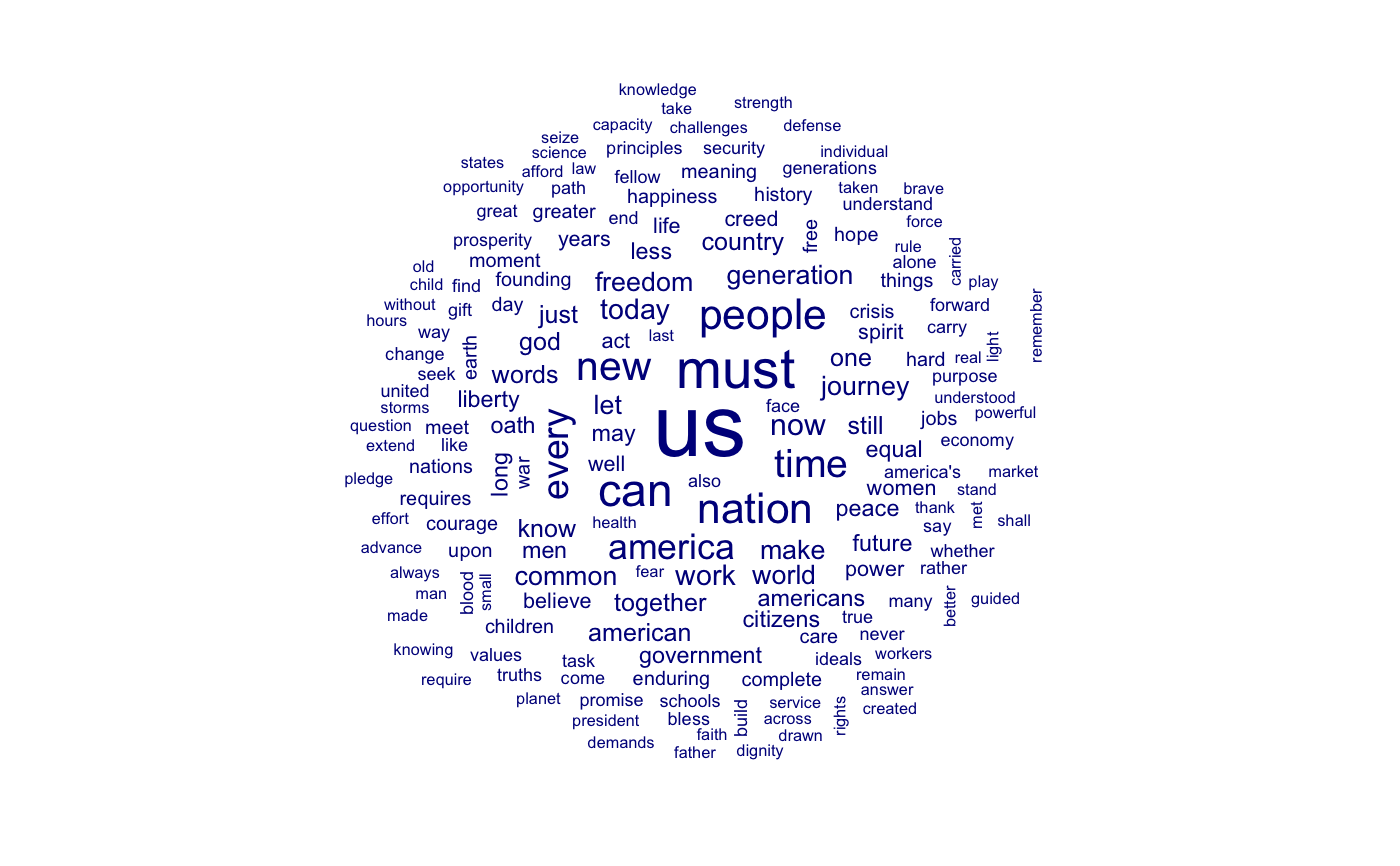 knowledge
take strength
capacity challenges defense
seize
science principles security individual
states afford law fellow meaning generations
opportunity path happiness history taken brave
understand
great greater end life creed free hope force
prosperity years less country rule
moment alone carried
old founding freedom generation things play
child find
without gift day just today people crisis forward remember
hours way god act last spirit carry light
change earth new must one hard real
seek words journey purpose
united liberty let us face understood
storms every now still jobs powerful
question meet oath may economy
extend like equal
nations long war well time america's market
pledge can also women stand
requires nation peace thank met
effort courage know health say shall
advance upon men america make future whether
always blood small common fear work world power rather
man believe together americans many better guided
made citizens true
children american care never
knowing values task government ideals workers
require truths come enduring complete remain
answer
planet promise schools build service rights created
president bless across
demands faith drawn
father dignity